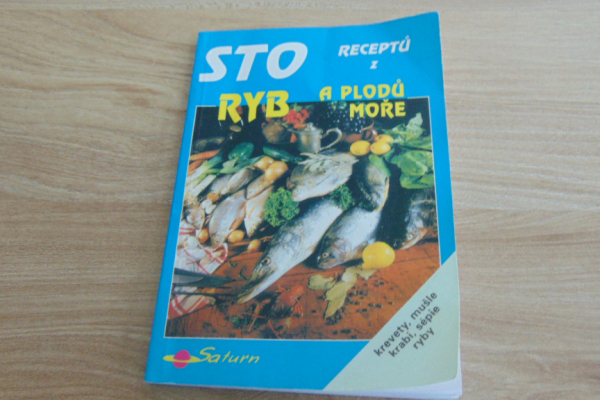 STO RECEPTŮ
z
RYB A PLODŮ
MOŘE
krevety, mušle
krabi, sépie
ryby
Saturn